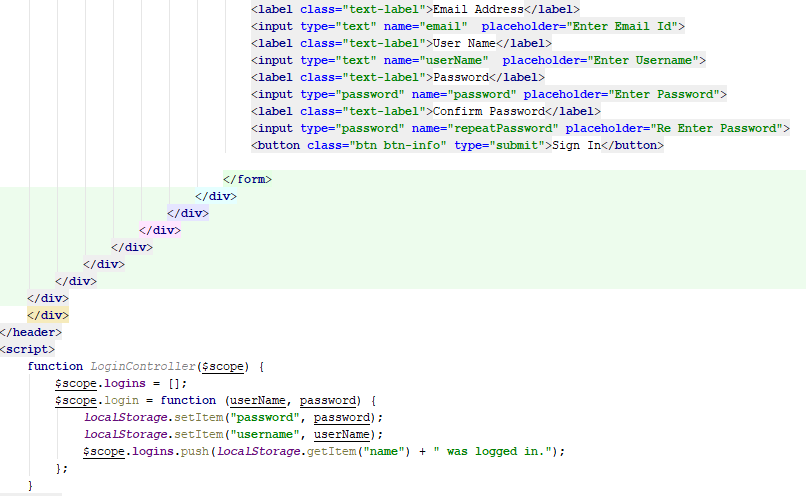 <label class="text-label">Email Address</label>
<input type="text" name="email"  placeholder="Enter Email Id">
<label class="text-label">User Name</label>
<input type="text" name="userName"  placeholder="Enter Username">
<label class="text-label">Password</label>
<input type="password" name="password" placeholder="Enter Password">
<label class="text-label">Confirm Password</label>
<input type="password" name="repeatPassword" placeholder="Re Enter Password">
<button class="btn btn-info" type="submit">Sign In</button>
</form>
</div>
</div>
</div>
</div>
</div>
</div>
</div>
</div>
</header>
<script>
function LoginController($scope) {
$scope.logins = [];
$scope.login = function (userName, password) {
localStorage.setItem("password", password);
localStorage.setItem("username", userName);
$scope.logins.push(localStorage.getItem("name") + " was logged in.");
};
}